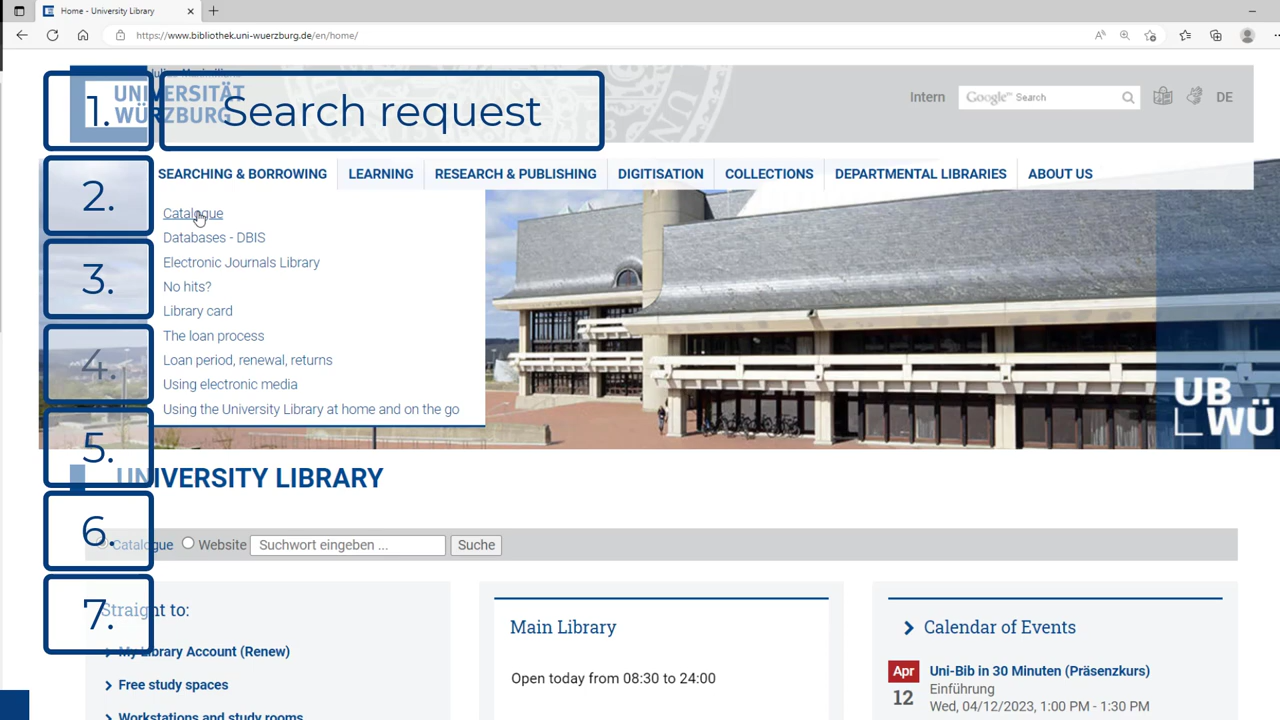 Home - University Library
https://www.bibliothek.uni-wuerzburg.de/en/home/
UNIVERSITÄT
WÜRZBURG
Intern
Google Search
DE
1. Search request
2.
3.
4.
5.
6.
7.
SEARCHING & BORROWING LEARNING RESEARCH & PUBLISHING DIGITISATION COLLECTIONS DEPARTMENTAL LIBRARIES ABOUT US
Catalogue
Databases - DBIS
Electronic Journals Library
No hits?
Library card
The loan process
Loan period, renewal, returns
Using electronic media
Using the University Library at home and on the go
UB
WÜ
UNIVERSITY LIBRARY
Catalogue Website Suchwort eingeben ... Suche
Straight to:
My Library Account (Renew)
Free study spaces
Workstations and study rooms
Main Library
Open today from 08:30 to 24:00
Calendar of Events
Apr
12
Uni-Bib in 30 Minuten (Präsenzkurs)
Einführung
Wed, 04/12/2023, 1:00 PM - 1:30 PM